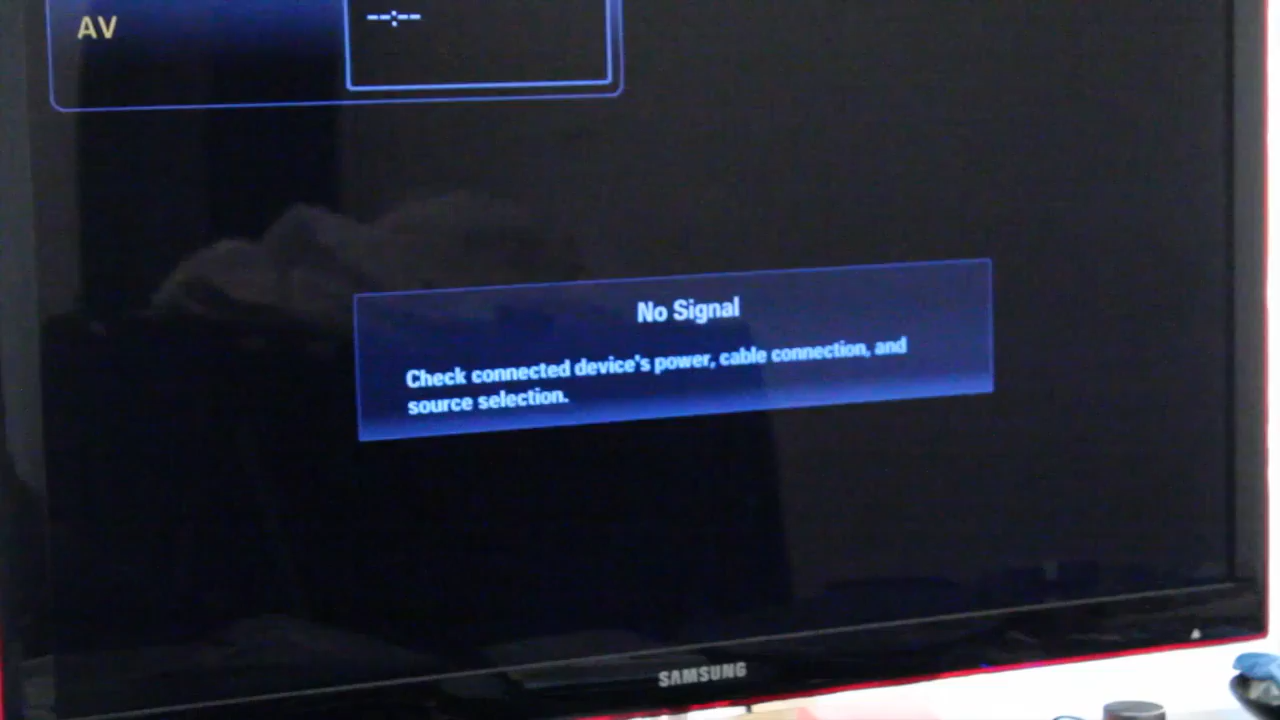 AV
--:--
No Signal
Check connected device's power, cable connection, and
source selection.
SAMSUNG